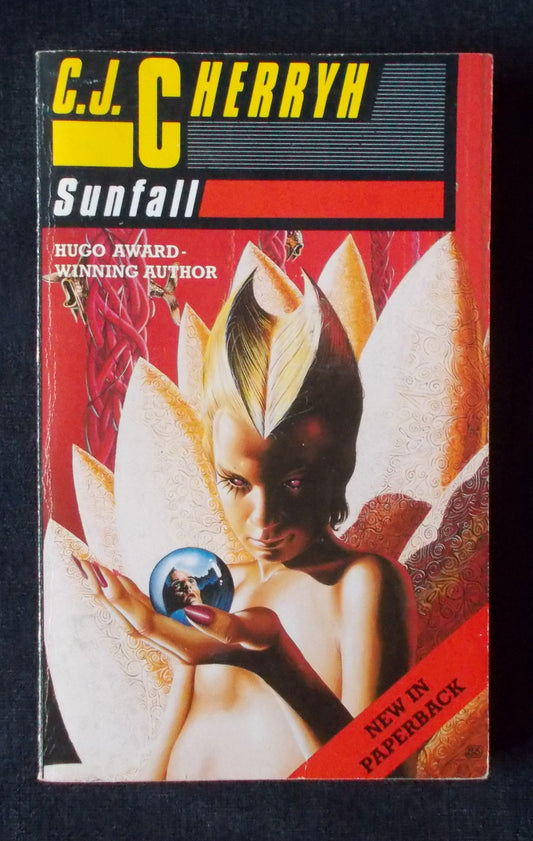 C.J. CHERRYH
Sunfall
HUGO AWARD-
WINNING AUTHOR
NEW IN
PAPERBACK